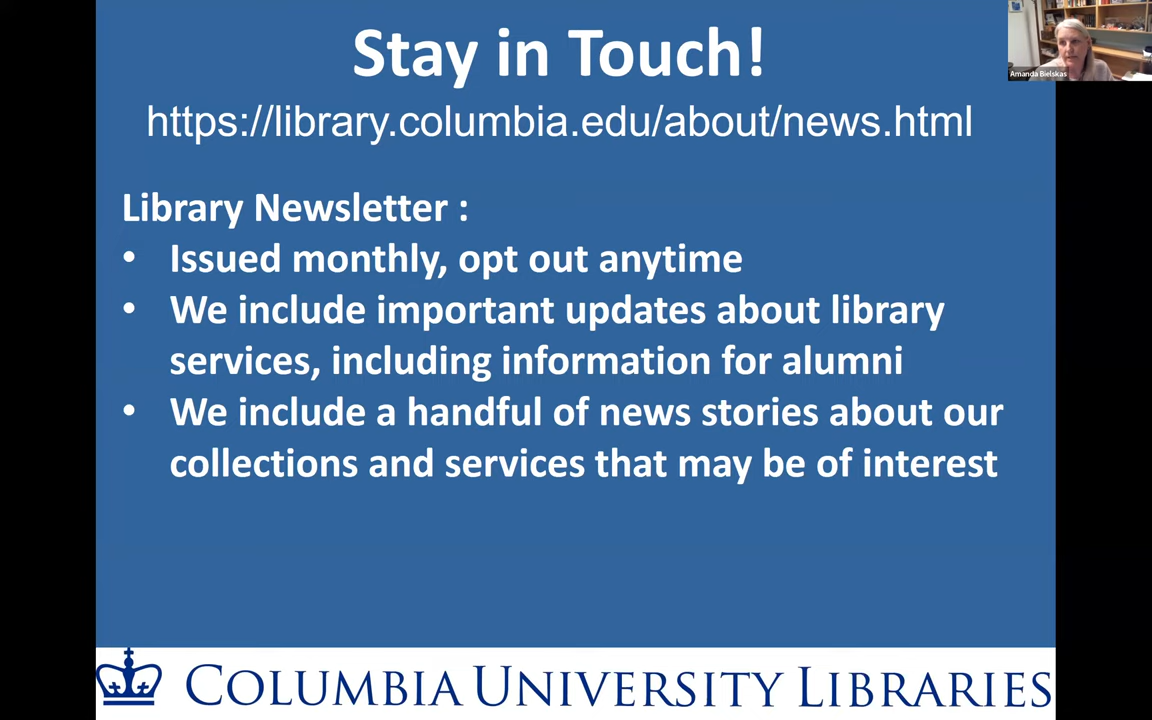 Stay in Touch!
https://library.columbia.edu/about/news.html
Amanda Bielskas
Library Newsletter :
• Issued monthly, opt out anytime
• We include important updates about library
services, including information for alumni
• We include a handful of news stories about our
collections and services that may be of interest
COLUMBIA UNIVERSITY LIBRARIES